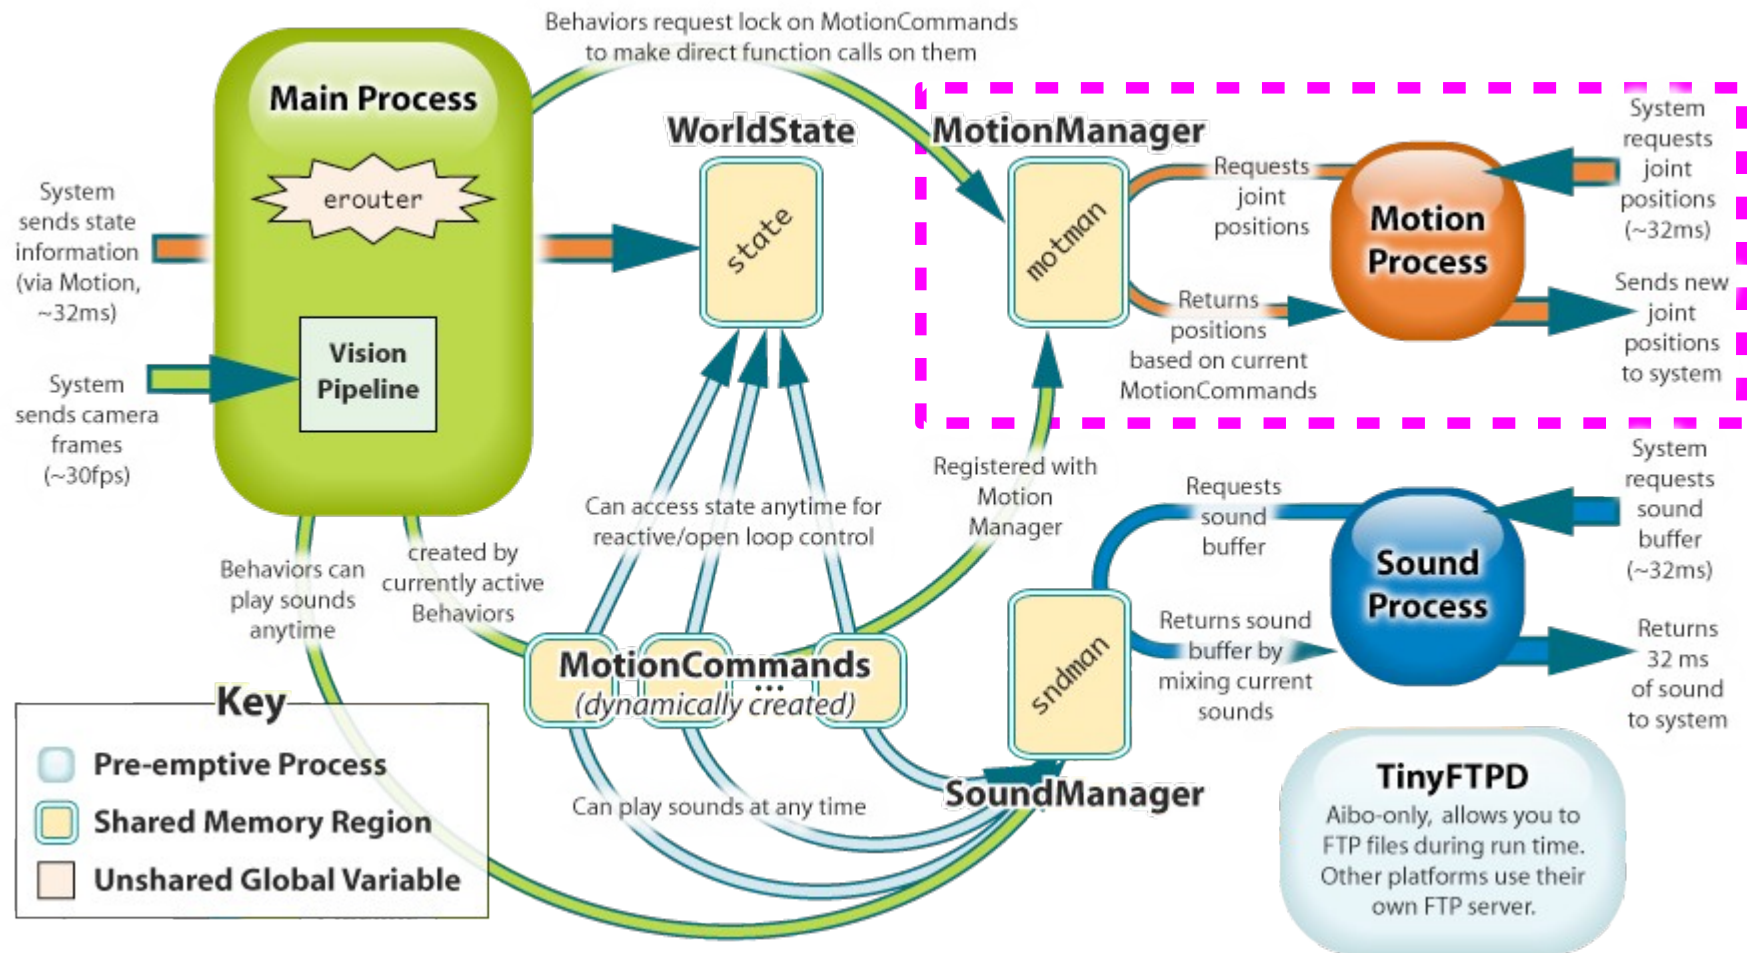 Behaviors request lock on MotionCommands
to make direct function calls on them
Main Process
erouter
Vision
Pipeline
System
sends state
information
(via Motion,
~32ms)
System
sends camera
frames
(~30fps)
WorldState
state
MotionManager
motman
Requests
joint
positions
Returns
positions
based on current
MotionCommands
Motion
Process
System
requests
joint
positions
(~32ms)
Sends new
joint
positions
to system
Can access state anytime for
reactive/open loop control
Registered with
Motion
Manager
Behaviors can
play sounds
anytime
created by
currently active
Behaviors
MotionCommands
...
(dynamically created)
Can play sounds at any time
Requests
sound
buffer
sndman
SoundManager
Returns sound
buffer by
mixing current
sounds
Sound
Process
System
requests
sound
buffer
(~32ms)
Returns
32 ms
of sound
to system
Key
Pre-emptive Process
Shared Memory Region
Unshared Global Variable
TinyFTPD
Aibo-only, allows you to
FTP files during run time.
Other platforms use their
own FTP server.